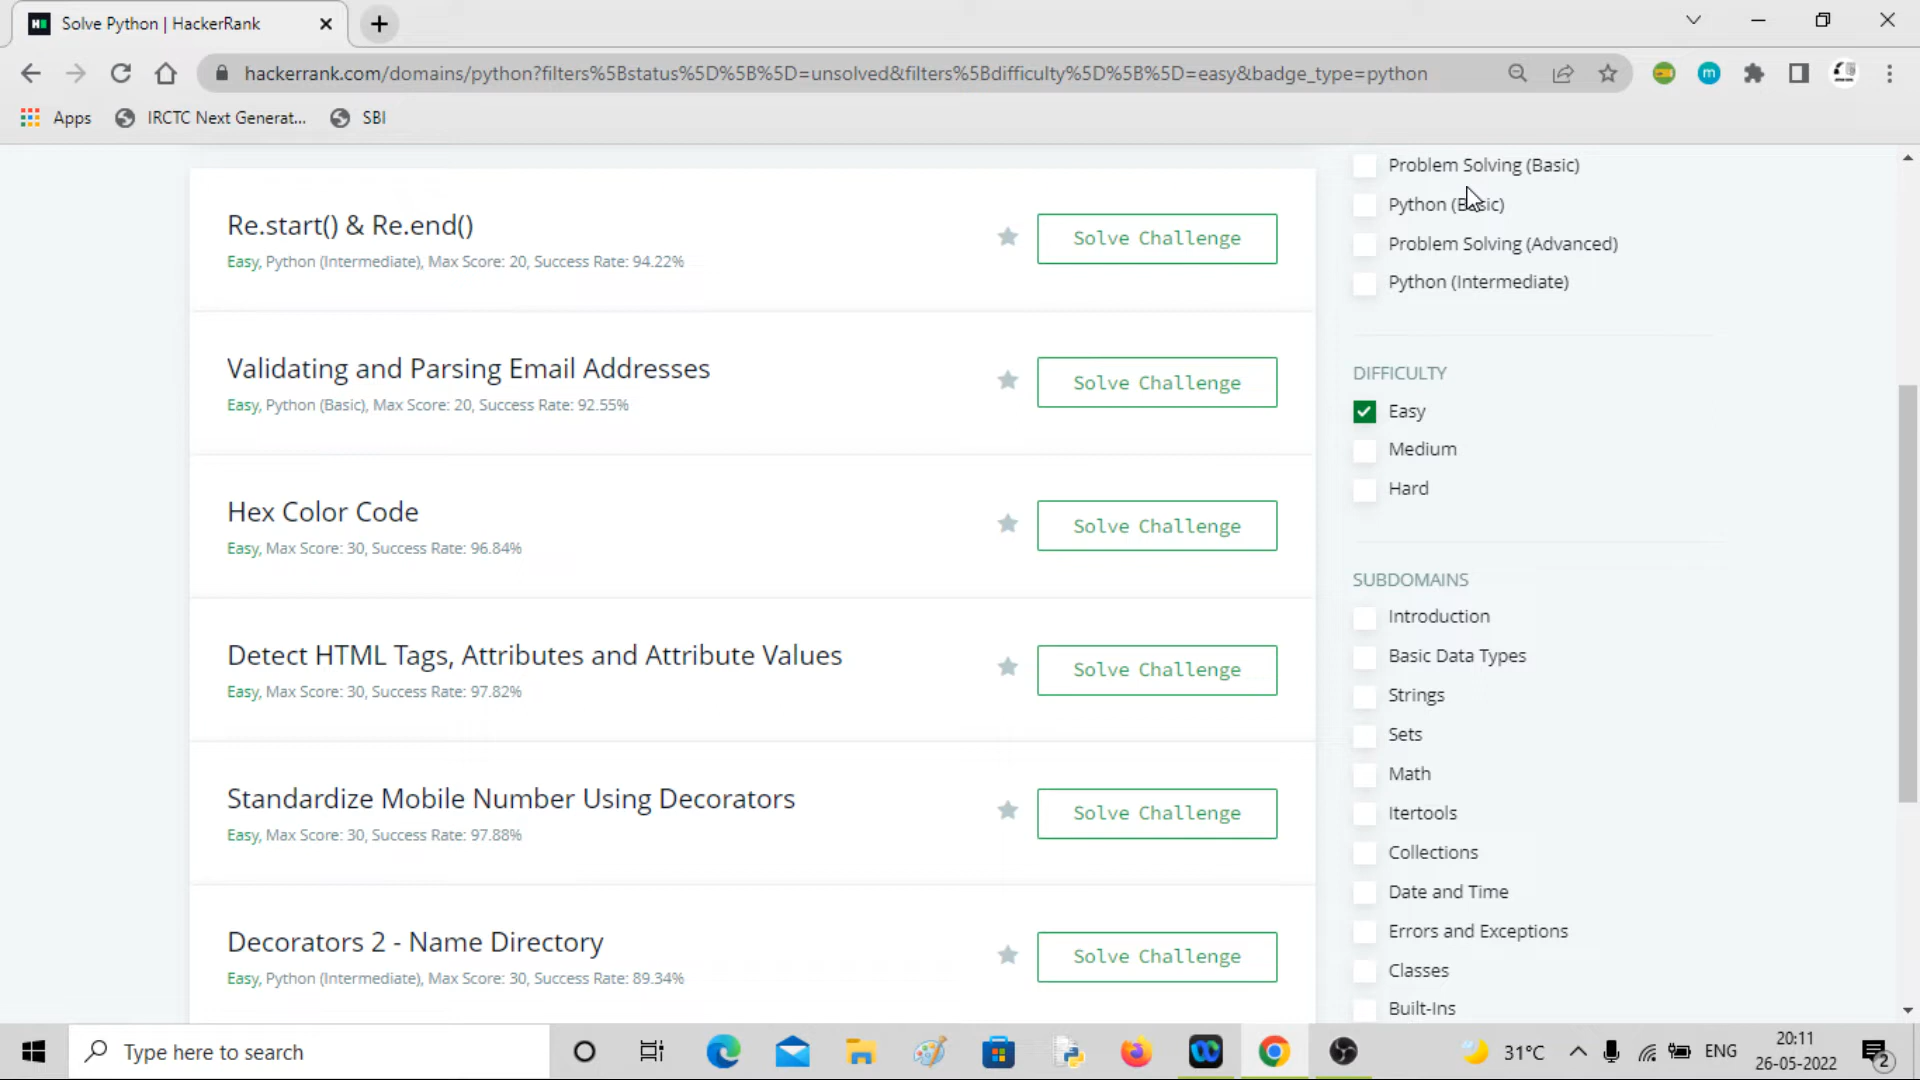 Solve Python | HackerRank
hackerrank.com/domains/python?filters%5Bstatus%5D%5B%5D=unsolved&filters%5Bdifficulty%5D%5B%5D=easy&badge_type=python
m
Apps
IRCTC Next Generat...
SBI
Re.start() & Re.end()
Easy, Python (Intermediate), Max Score: 20, Success Rate: 94.22%
Solve Challenge
Validating and Parsing Email Addresses
Easy, Python (Basic), Max Score: 20, Success Rate: 92.55%
Solve Challenge
Hex Color Code
Easy, Max Score: 30, Success Rate: 96.84%
Solve Challenge
Detect HTML Tags, Attributes and Attribute Values
Easy, Max Score: 30, Success Rate: 97.82%
Solve Challenge
Standardize Mobile Number Using Decorators
Easy, Max Score: 30, Success Rate: 97.88%
Solve Challenge
Decorators 2 - Name Directory
Easy, Python (Intermediate), Max Score: 30, Success Rate: 89.34%
Solve Challenge
Problem Solving (Basic)
Python (Basic)
Problem Solving (Advanced)
Python (Intermediate)
DIFFICULTY
Easy
Medium
Hard
SUBDOMAINS
Introduction
Basic Data Types
Strings
Sets
Math
Itertools
Collections
Date and Time
Errors and Exceptions
Classes
Built-Ins
Type here to search
31°C
ENG
20:11
26-05-2022
2